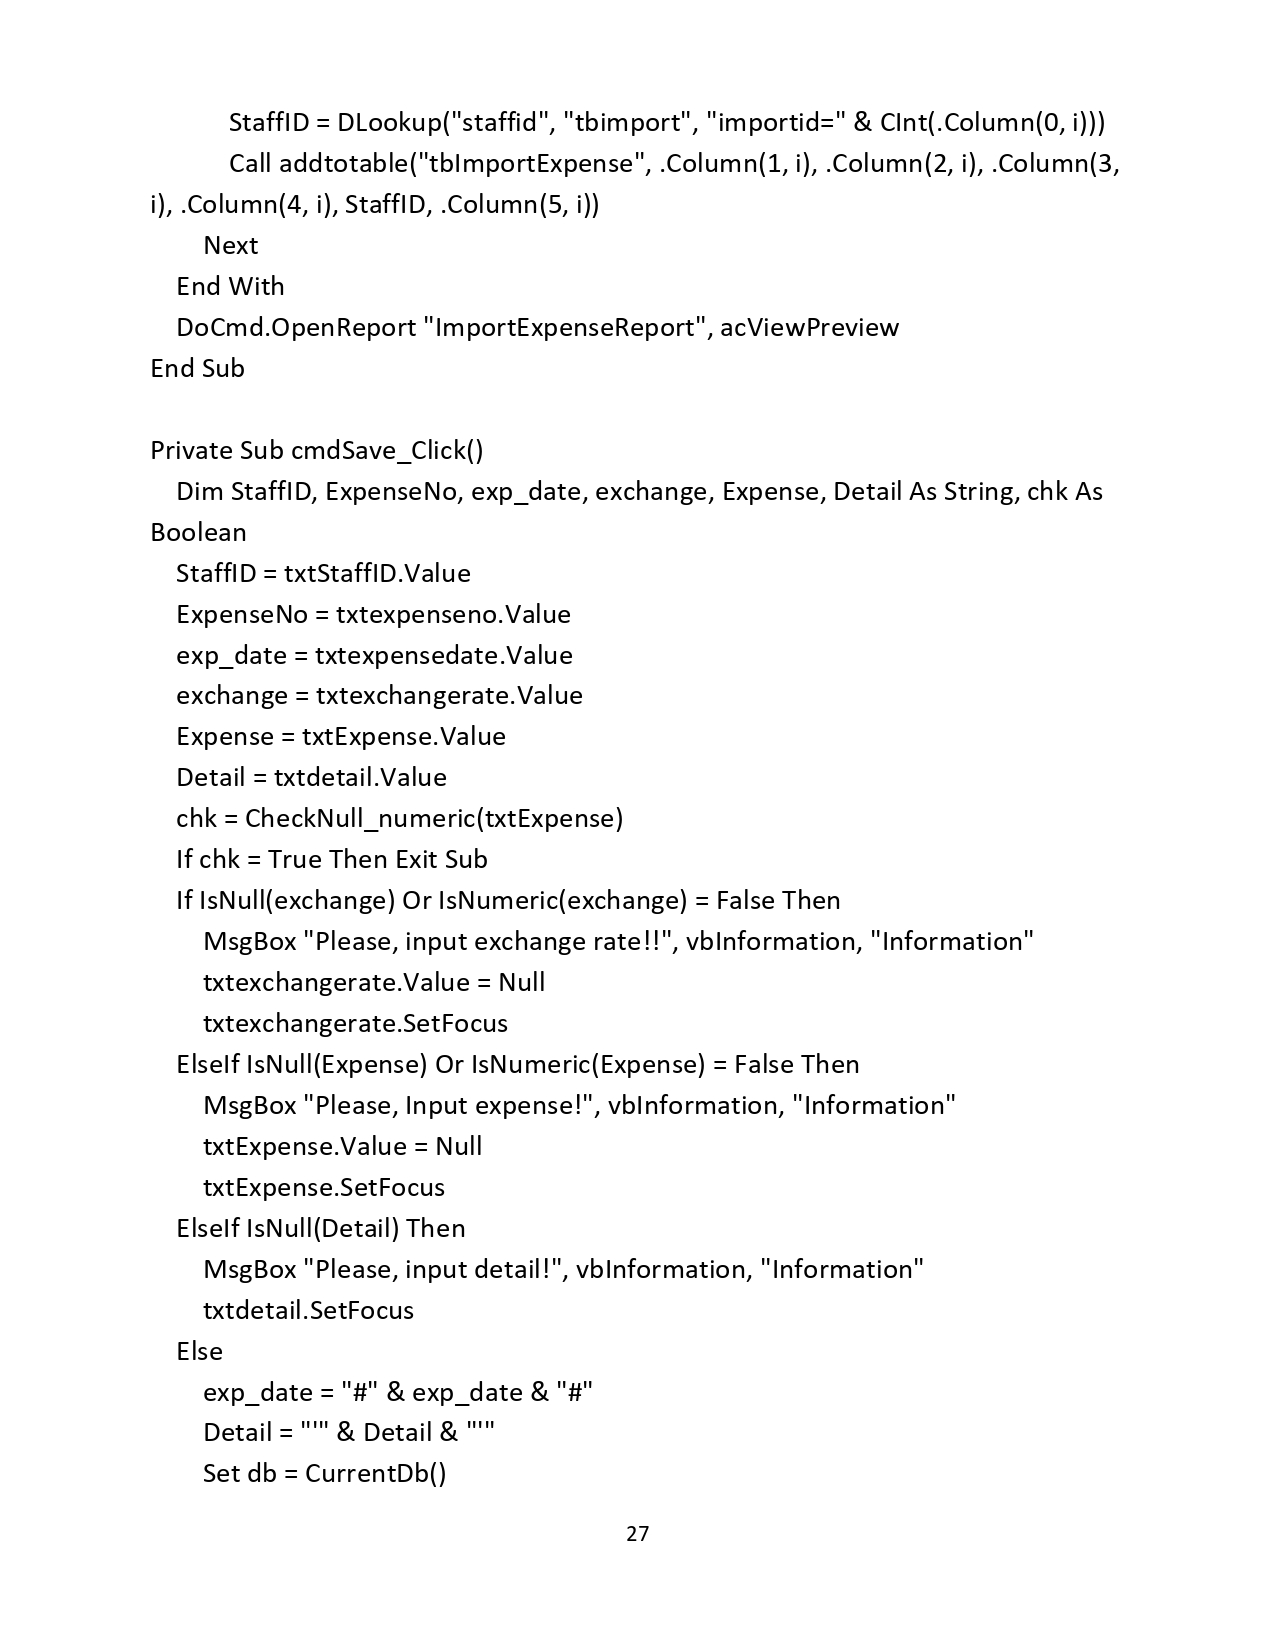 StaffID = DLookup("staffid", "tbimport", "importid=" & CInt(.Column(0, i)))
Call addtotable("tbImportExpense", .Column(1, i), .Column(2, i), .Column(3,
i), .Column(4, i), StaffID, .Column(5, i))
Next
End With
DoCmd.OpenReport "ImportExpenseReport", acViewPreview
End Sub
Private Sub cmdSave_Click()
Dim StaffID, ExpenseNo, exp_date, exchange, Expense, Detail As String, chk As
Boolean
StaffID = txtStaffID.Value
ExpenseNo = txtexpenseno.Value
exp_date = txtexpensedate.Value
exchange = txtexchangerate.Value
Expense = txtExpense.Value
Detail = txtdetail.Value
chk = CheckNull_numeric(txtExpense)
If chk = True Then Exit Sub
If IsNull(exchange) Or IsNumeric(exchange) = False Then
MsgBox "Please, input exchange rate!!", vbInformation, "Information"
txtexchangerate.Value = Null
txtexchangerate.SetFocus
ElseIf IsNull(Expense) Or IsNumeric(Expense) = False Then
MsgBox "Please, Input expense!", vbInformation, "Information"
txtExpense.Value = Null
txtExpense.SetFocus
ElseIf IsNull(Detail) Then
MsgBox "Please, input detail!", vbInformation, "Information"
txtdetail.SetFocus
Else
exp_date = "#" & exp_date & "#"
Detail = "'" & Detail & "'"
Set db = CurrentDb()
27